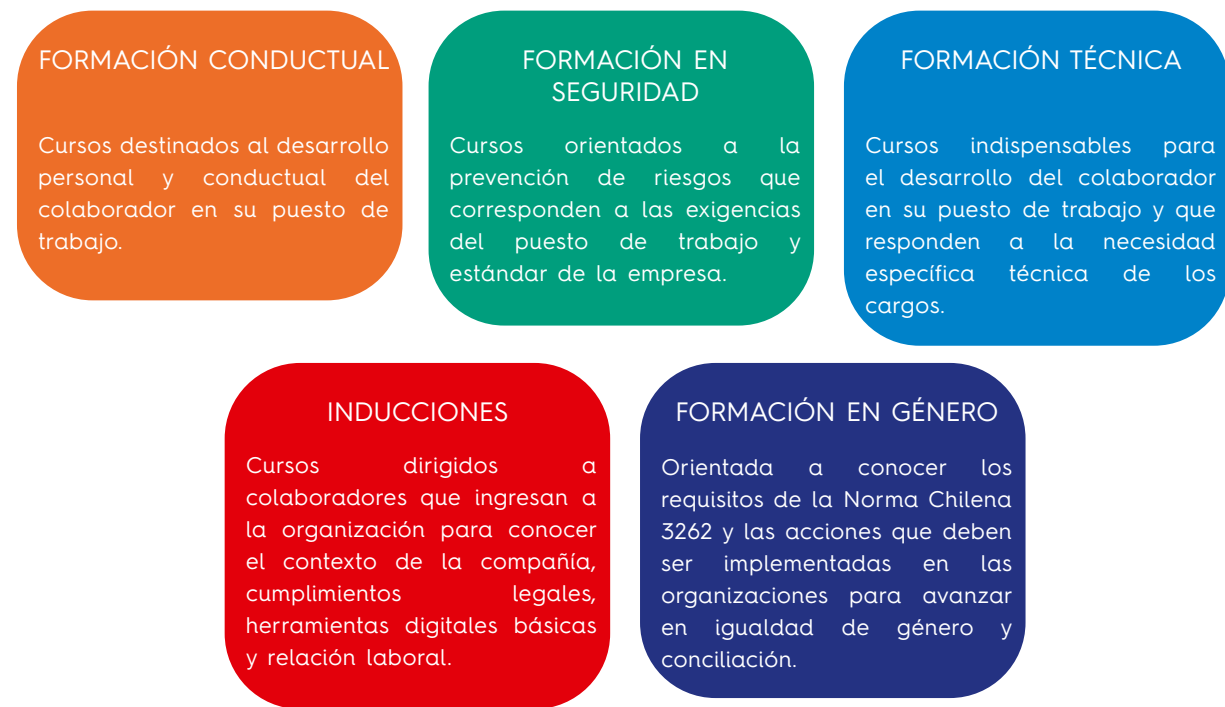 FORMACIÓN CONDUCTUAL
Cursos destinados al desarrollo
personal y conductual del
colaborador en su puesto de
trabajo.
FORMACIÓN EN
SEGURIDAD
Cursos orientados a la
prevención de riesgos que
corresponden a las exigencias
del puesto de trabajo y
estándar de la empresa.
FORMACIÓN TÉCNICA
Cursos indispensables para
el desarrollo del colaborador
en su puesto de trabajo y que
responden a la necesidad
específica técnica de los
cargos.
INDUCCIONES
Cursos dirigidos a
colaboradores que ingresan a
la organización para conocer
el contexto de la compañía,
cumplimientos legales,
herramientas digitales básicas
y relación laboral.
FORMACIÓN EN GÉNERO
Orientada a conocer los
requisitos de la Norma Chilena
3262 y las acciones que deben
ser implementadas en las
organizaciones para avanzar
en igualdad de género y
conciliación.